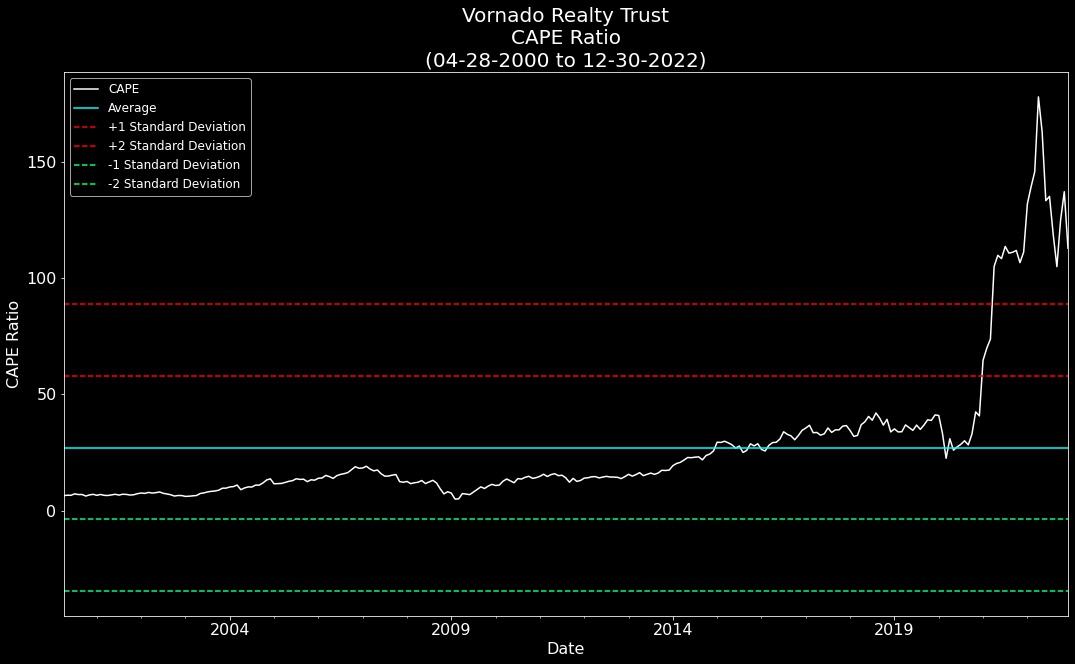 Vornado Realty Trust
CAPE Ratio
(04-28-2000 to 12-30-2022)
CAPE
Average
+1 Standard Deviation
+2 Standard Deviation
-1 Standard Deviation
-2 Standard Deviation
150
100
50
0
CAPE Ratio
2004
2009
2014
2019
Date